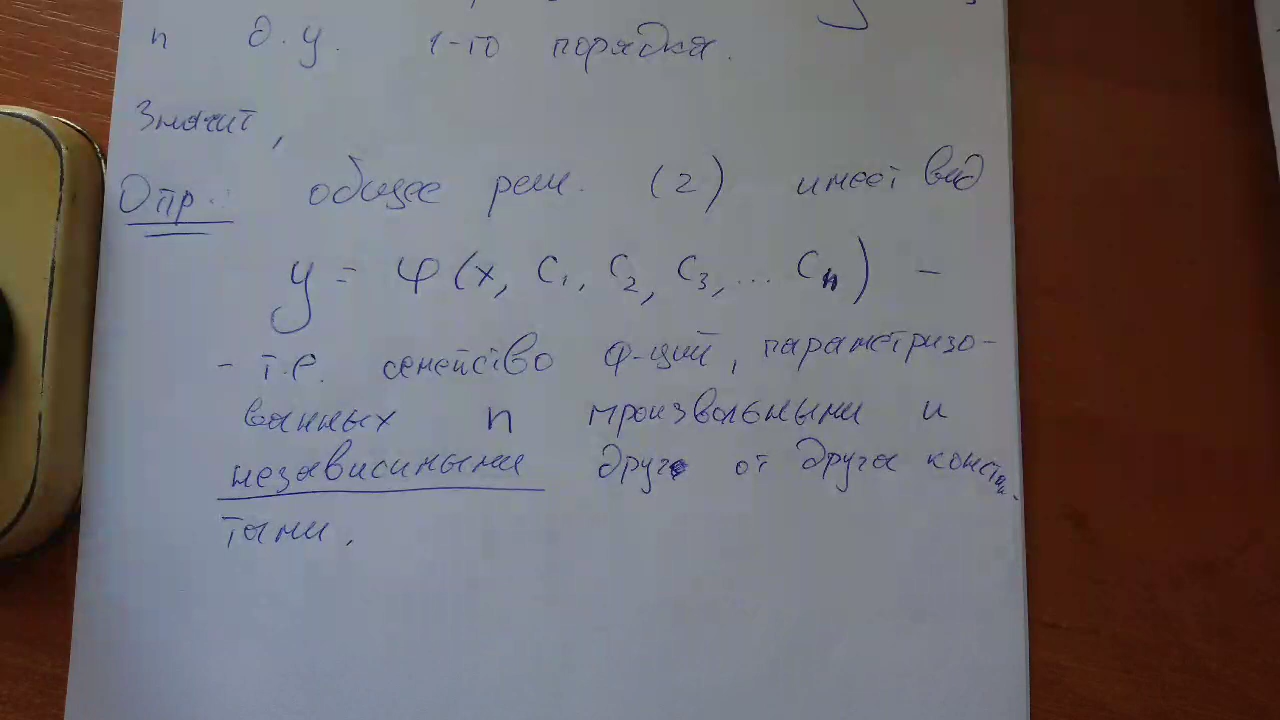 n д.у. 1-го порядка.
Значит,
Опр.: общее реш. (2) имеет вид
y = φ(x, C₁, C₂, C₃, ... Cₙ) –
- т.е. семейство ф-ций, параметризо-
ванных n произвольными и
независимыми друг от друга констан-
тами.